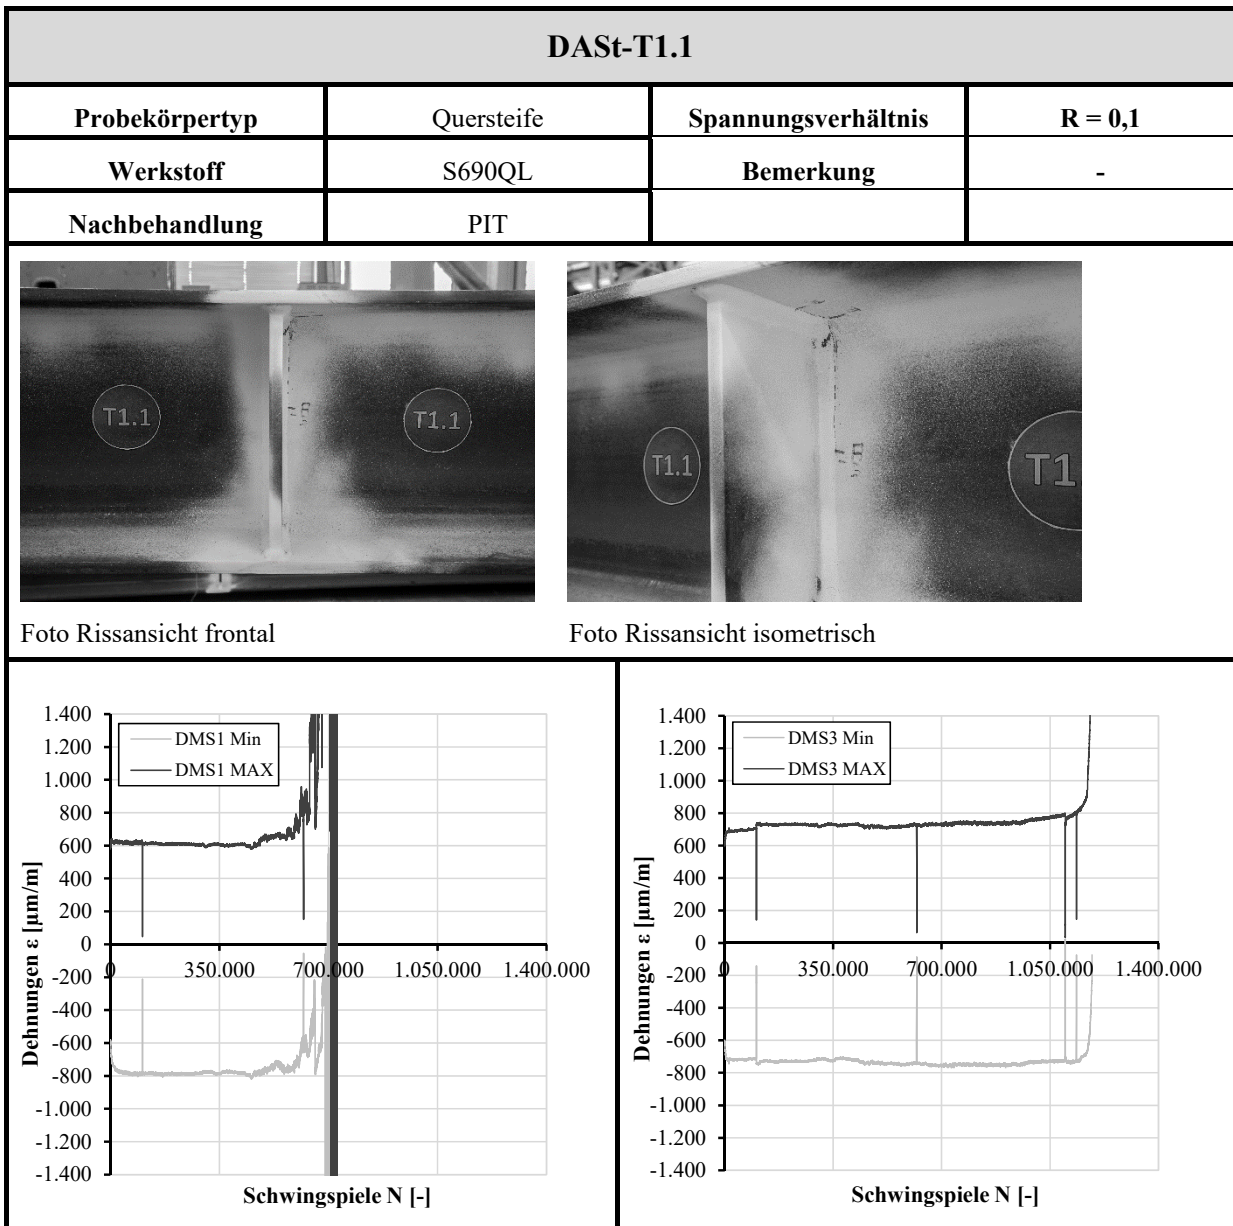 DASt-T1.1
Probekörpertyp Quersteife Spannungsverhältnis R = 0,1
Werkstoff S690QL Bemerkung -
Nachbehandlung PIT
T1.1 T1.1
T1.1 T1
Foto Rissansicht frontal
Foto Rissansicht isometrisch
Dehnungen ε [µm/m]
1.400
1.200
1.000
800
600
400
200
0
-200
-400
-600
-800
-1.000
-1.200
-1.400
DMS1 Min
DMS1 MAX
0 350.000 700.000 1.050.000 1.400.000
Schwingspiele N [-]
Dehnungen ε [µm/m]
1.400
1.200
1.000
800
600
400
200
0
-200
-400
-600
-800
-1.000
-1.200
-1.400
DMS3 Min
DMS3 MAX
0 350.000 700.000 1.050.000 1.400.000
Schwingspiele N [-]